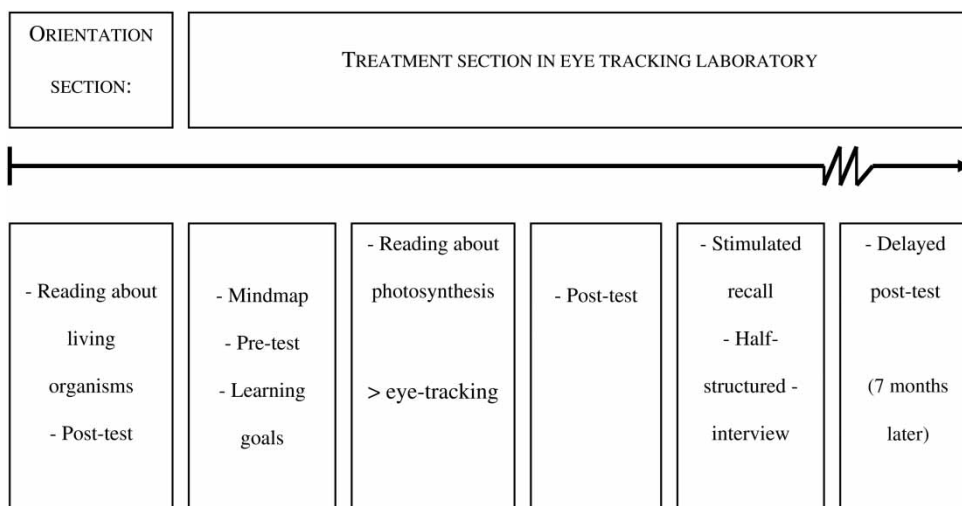 ORIENTATION
SECTION:
TREATMENT SECTION IN EYE TRACKING LABORATORY
- Reading about
living
organisms
- Post-test
- Mindmap
- Pre-test
- Learning
goals
- Reading about
photosynthesis
> eye-tracking
- Post-test
- Stimulated
recall
- Half-
structured -
interview
- Delayed
post-test
(7 months
later)